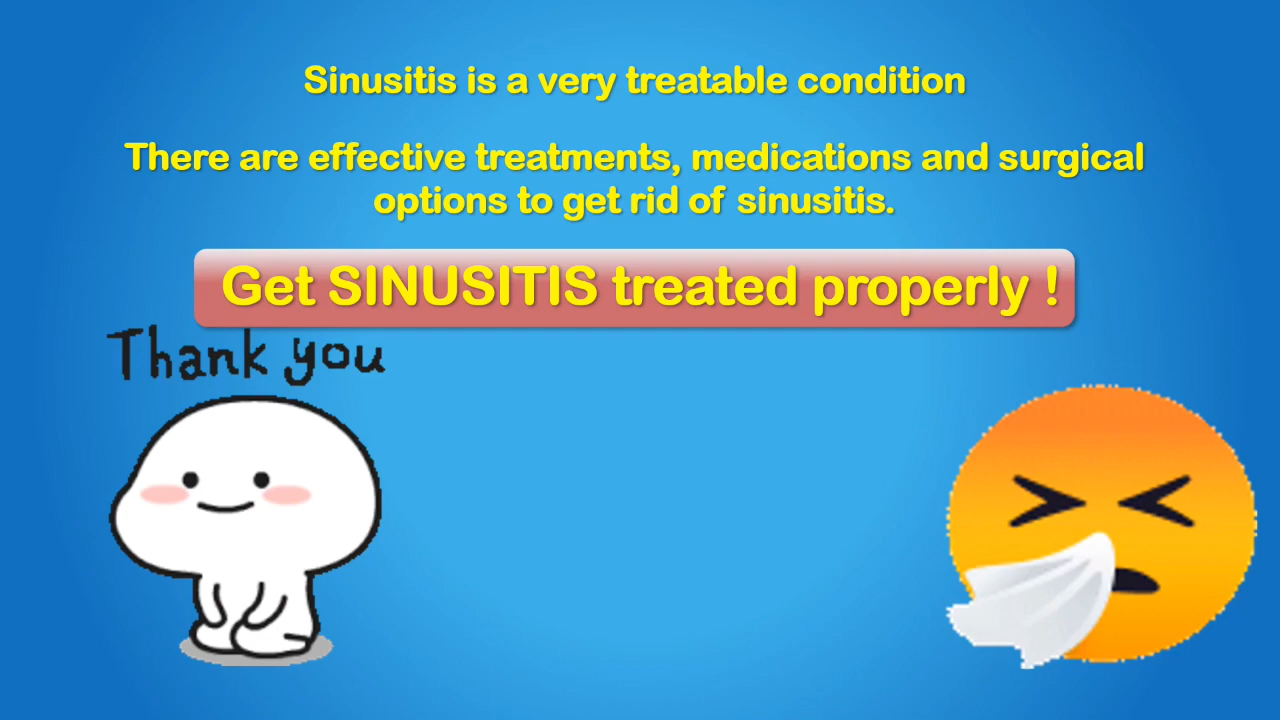 Sinusitis is a very treatable condition
There are effective treatments, medications and surgical
options to get rid of sinusitis.
Get SINUSITIS treated properly !
Thank you